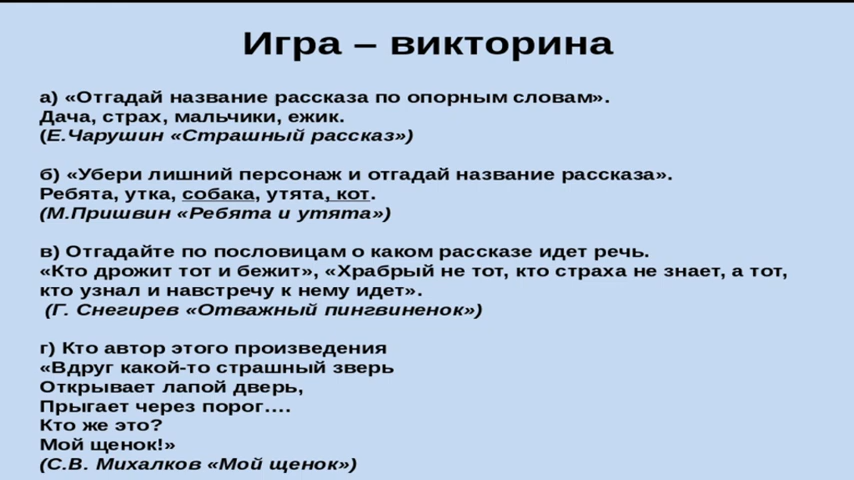 Игра – викторина
а) «Отгадай название рассказа по опорным словам».
Дача, страх, мальчики, ежик.
(Е.Чарушин «Страшный рассказ»)
б) «Убери лишний персонаж и отгадай название рассказа».
Ребята, утка, собака, утята, кот.
(М.Пришвин «Ребята и утята»)
в) Отгадайте по пословицам о каком рассказе идет речь.
«Кто дрожит тот и бежит», «Храбрый не тот, кто страха не знает, а тот,
кто узнал и навстречу к нему идет».
(Г. Снегирев «Отважный пингвиненок»)
г) Кто автор этого произведения
«Вдруг какой-то страшный зверь
Открывает лапой дверь,
Прыгает через порог….
Кто же это?
Мой щенок!»
(С.В. Михалков «Мой щенок»)